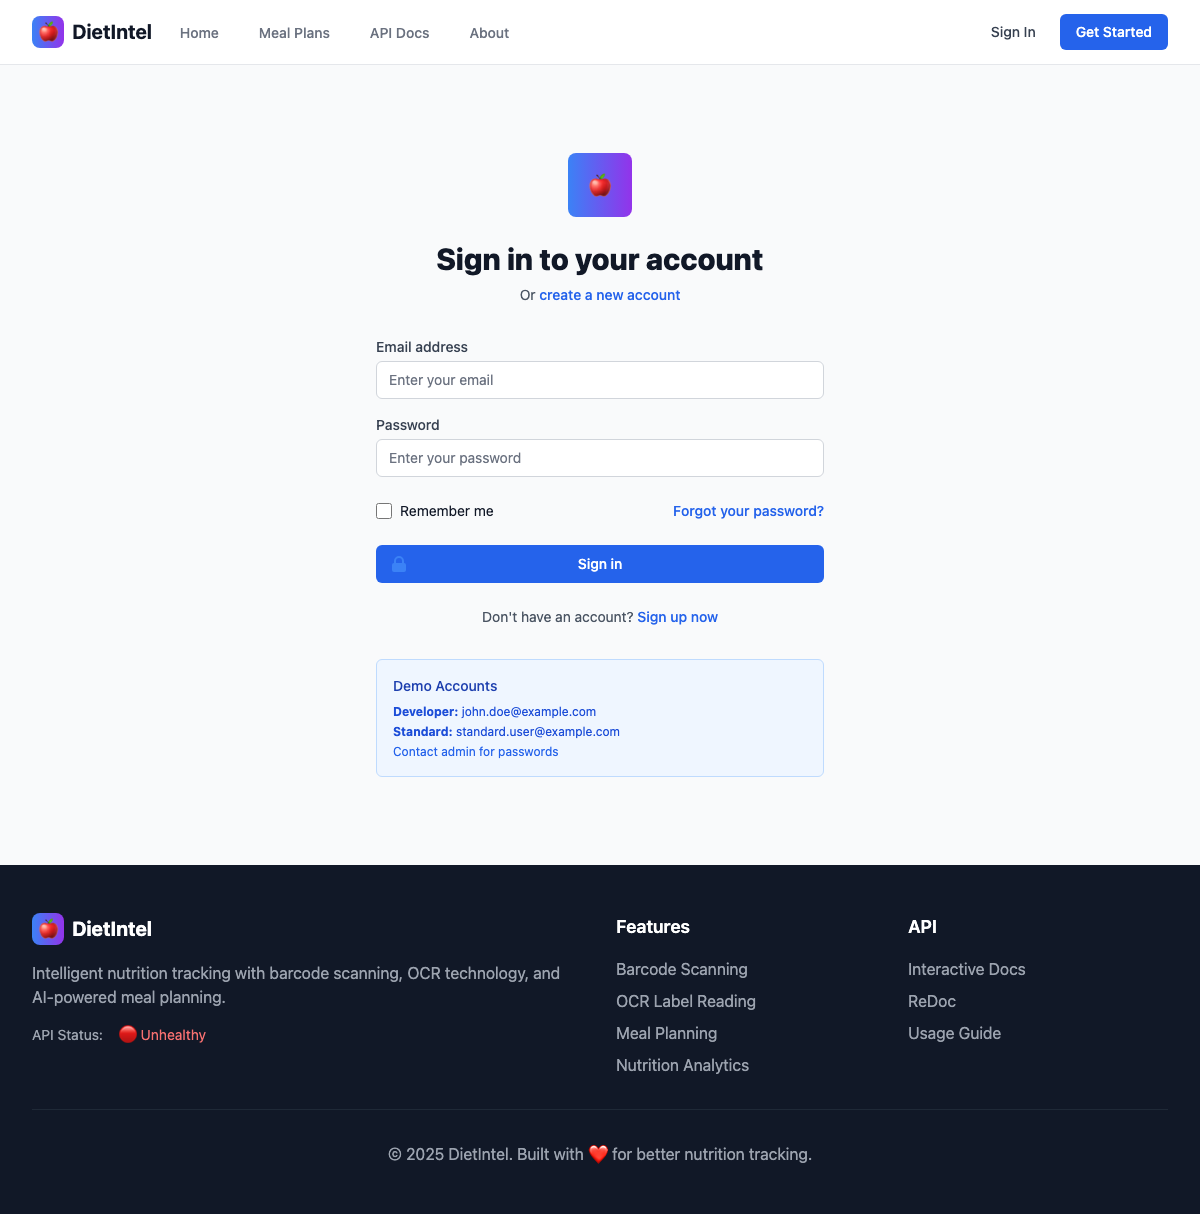 DietIntel
Home
Meal Plans
API Docs
About
Sign In
Get Started
Sign in to your account
Or create a new account
Email address
Enter your email
Password
Enter your password
Remember me
Forgot your password?
Sign in
Don't have an account? Sign up now
Demo Accounts
Developer: john.doe@example.com
Standard: standard.user@example.com
Contact admin for passwords
DietIntel
Intelligent nutrition tracking with barcode scanning, OCR technology, and
AI-powered meal planning.
API Status: Unhealthy
Features
Barcode Scanning
OCR Label Reading
Meal Planning
Nutrition Analytics
API
Interactive Docs
ReDoc
Usage Guide
© 2025 DietIntel. Built with ❤️ for better nutrition tracking.